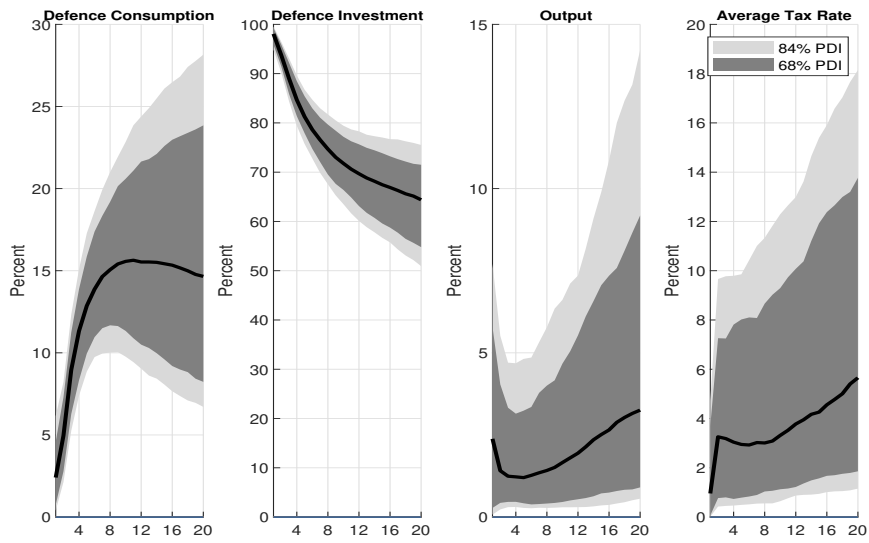 Defence Consumption
Defence Investment
Output
Average Tax Rate
30
25
20
15
10
5
0
Percent
4 8 12 16 20
100
90
80
70
60
50
40
30
20
10
0
Percent
4 8 12 16 20
15
10
5
0
Percent
4 8 12 16 20
20
18
16
14
12
10
8
6
4
2
0
Percent
4 8 12 16 20
84% PDI
68% PDI